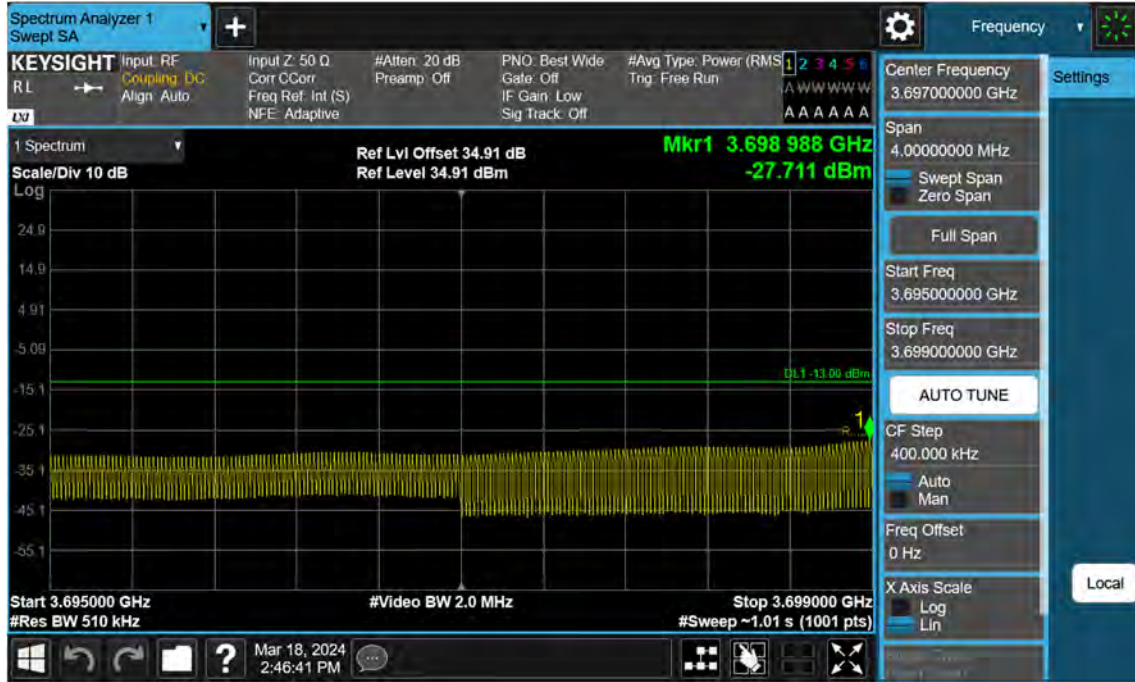 Spectrum Analyzer 1
Swept SA
Frequency
KEYSIGHT
RL
LXI
Input: RF
Coupling: DC
Align: Auto
Input Z: 50 Ω
Corr CCorr
Freq Ref: Int (S)
NFE: Adaptive
#Atten: 20 dB
Preamp: Off
PNO: Best Wide
Gate: Off
IF Gain: Low
Sig Track: Off
#Avg Type: Power (RMS
Trig: Free Run
1 2 3 4 5 6
A W W W W W
A A A A A A
1 Spectrum
Scale/Div 10 dB
Log
Ref Lvl Offset 34.91 dB
Ref Level 34.91 dBm
Mkr1 3.698 988 GHz
-27.711 dBm
24.9
14.9
4.91
-5.09
DL1 -13.00 dBm
-15.1
1
-25.1
-35.1
-45.1
-55.1
Start 3.695000 GHz
#Res BW 510 kHz
#Video BW 2.0 MHz
Stop 3.699000 GHz
#Sweep ~1.01 s (1001 pts)
Mar 18, 2024
2:46:41 PM
Center Frequency
3.697000000 GHz
Span
4.00000000 MHz
Swept Span
Zero Span
Full Span
Start Freq
3.695000000 GHz
Stop Freq
3.699000000 GHz
AUTO TUNE
CF Step
400.000 kHz
Auto
Man
Freq Offset
0 Hz
X Axis Scale
Log
Lin
Settings
Local